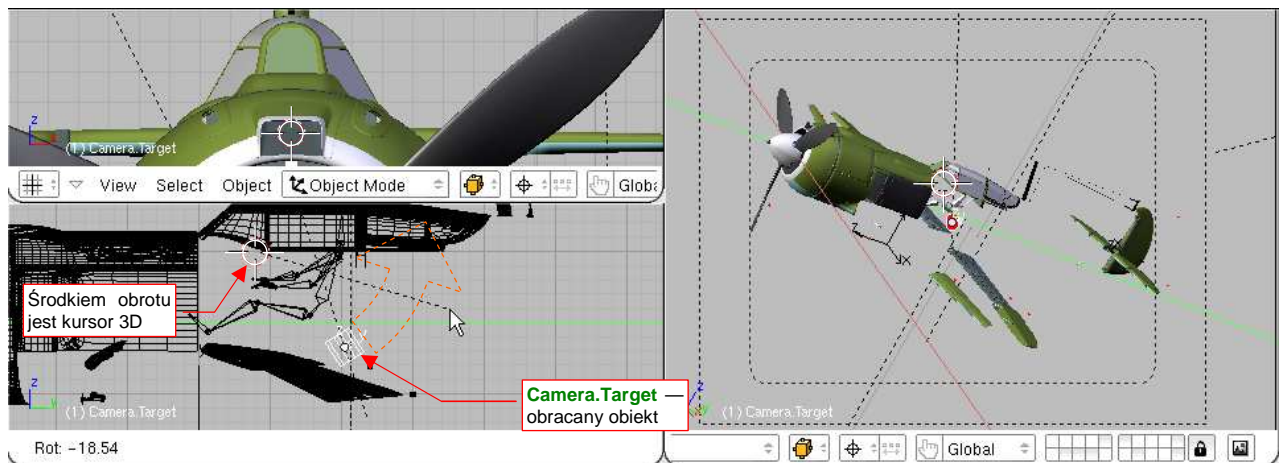 z
x
(1) Camera.Target
View Select Object Object Mode Globa
Środkiem obrotu
jest kursor 3D
Camera.Target —
obracany obiekt
z
y
(1) Camera.Target
Rot: -18.54
z
x
z
y
(1) Camera.Target
Global